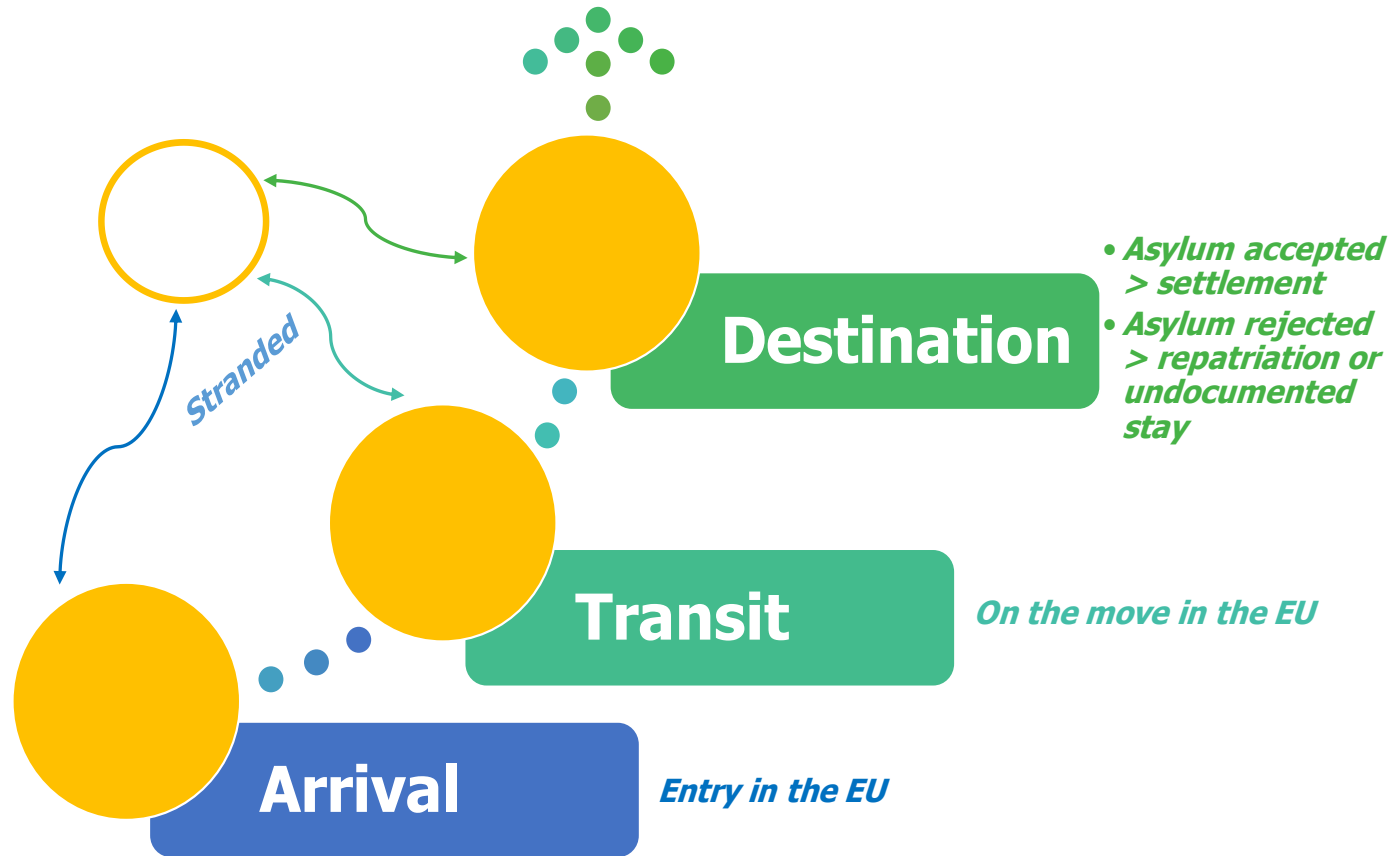 Stranded
Destination
• Asylum accepted
> settlement
• Asylum rejected
> repatriation or
undocumented
stay
Transit
On the move in the EU
Arrival
Entry in the EU